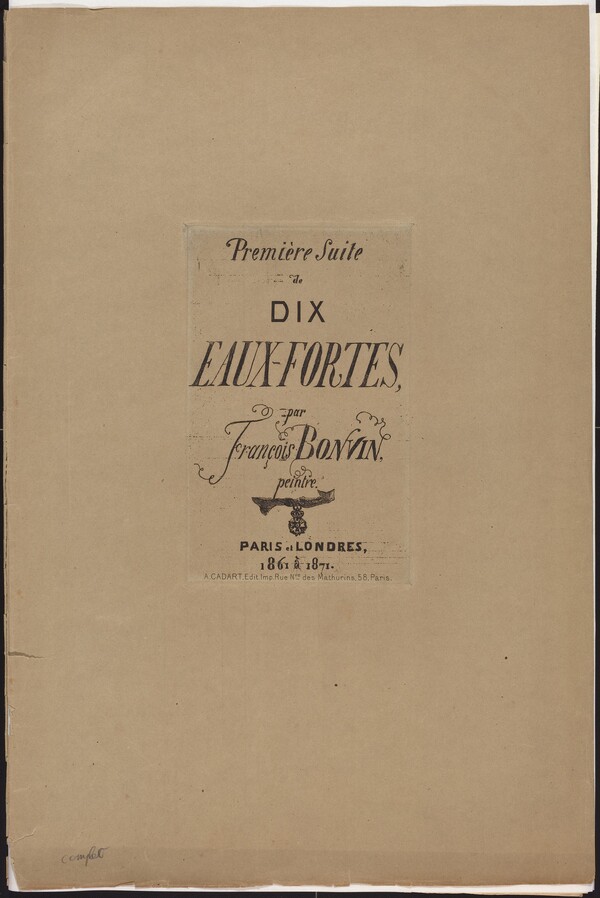 Première Suite
de
DIX
EAUX-FORTES,
par
François BONVIN,
peintre.
PARIS et LONDRES,
1861 à 1871.
A. CADART. Edit. Imp. Rue Nve des Mathurins, 58, Paris.
complete